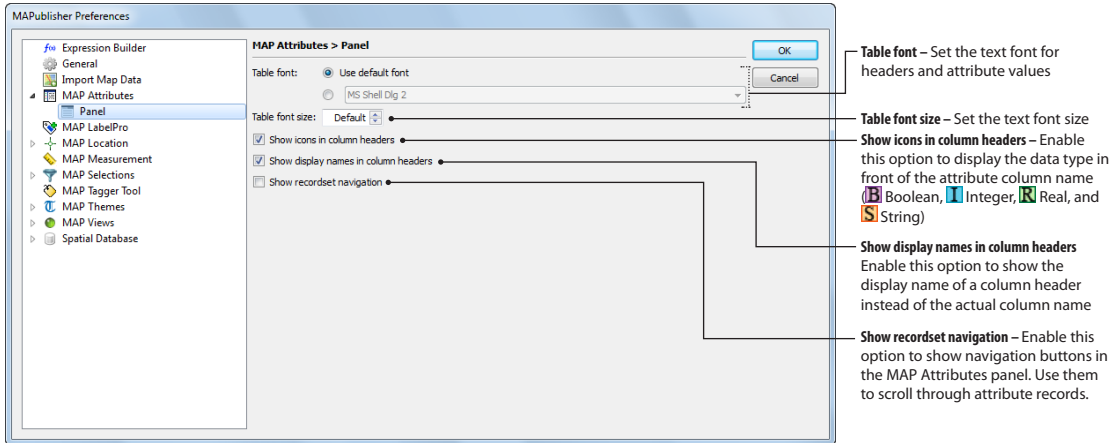 MAPublisher Preferences
f(x) Expression Builder
General
Import Map Data
MAP Attributes
Panel
MAP LabelPro
MAP Location
MAP Measurement
MAP Selections
MAP Tagger Tool
MAP Themes
MAP Views
Spatial Database
MAP Attributes > Panel
Table font:
Use default font
MS Shell Dlg 2
Table font size:
Default
Show icons in column headers
Show display names in column headers
Show recordset navigation
OK
Cancel
Table font – Set the text font for
headers and attribute values
Table font size – Set the text font size
Show icons in column headers – Enable
this option to display the data type in
front of the attribute column name
(B Boolean, I Integer, R Real, and
S String)
Show display names in column headers
Enable this option to show the
display name of a column header
instead of the actual column name
Show recordset navigation – Enable this
option to show navigation buttons in
the MAP Attributes panel. Use them
to scroll through attribute records.